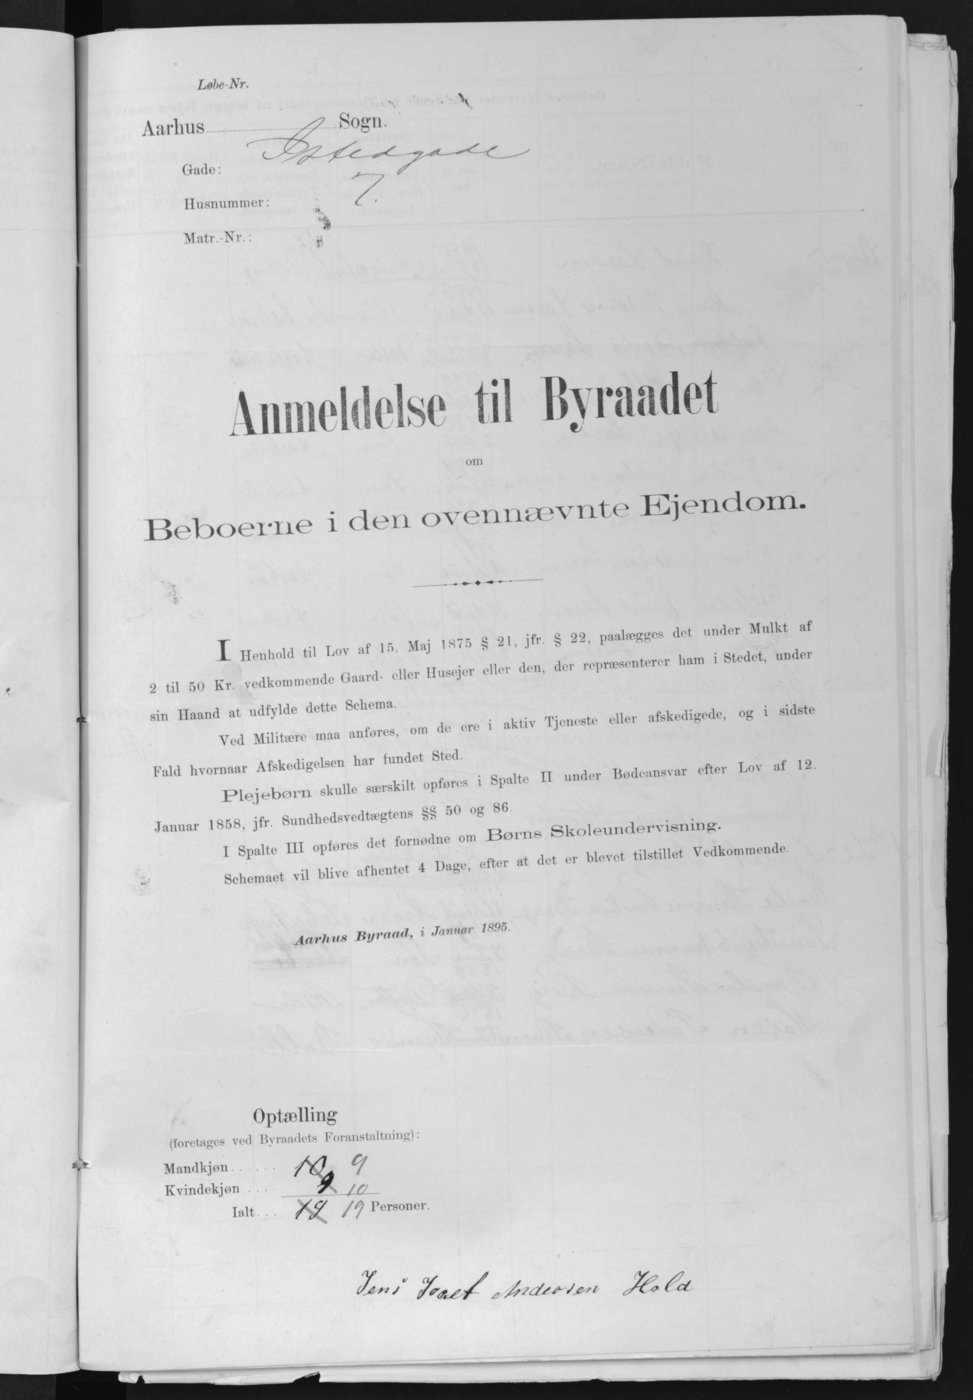 Løbe-Nr.
Aarhus Sogn.
Gade: Istedgade
Husnummer: 7.
Matr.-Nr.:
Anmeldelse til Byraadet
om
Beboerne i den ovennævnte Ejendom.
I Henhold til Lov af 15. Maj 1875 § 21, jfr. § 22, paalægges det under Mulkt af
2 til 50 Kr. vedkommende Gaard- eller Husejer eller den, der repræsenterer ham i Stedet, under
sin Haand at udfylde dette Schema.
Ved Militære maa anføres, om de ere i aktiv Tjeneste eller afskedigede, og i sidste
Fald hvornaar Afskedigelsen har fundet Sted.
Plejebørn skulle særskilt opføres i Spalte II under Bødeansvar efter Lov af 12.
Januar 1858, jfr. Sundhedsvedtægtens §§ 50 og 86.
I Spalte III opføres det fornødne om Børns Skoleundervisning.
Schemaet vil blive afhentet 4 Dage, efter at det er blevet tilstillet Vedkommende.
Aarhus Byraad, i Januar 1895.
Optælling
(foretages ved Byraadets Foranstaltning):
Mandkjøn 10 9
Kvindekjøn 9 10
Ialt 19 19 Personer.
Jens Andersen Hald